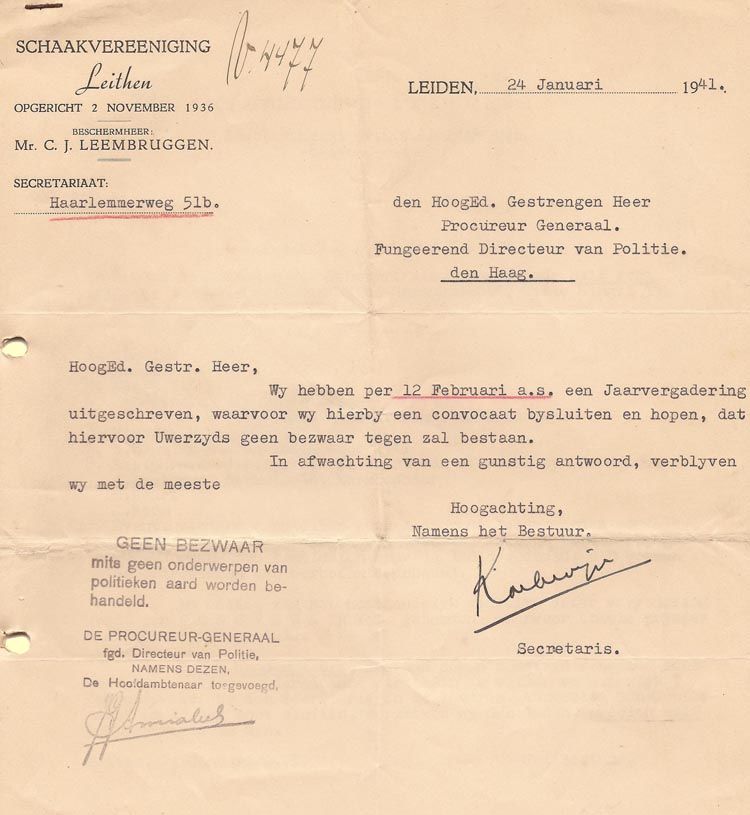 SCHAAKVEREENIGING
Leithen
OPGERICHT 2 NOVEMBER 1936
BESCHERMHEER:
Mr. C. J. LEEMBRUGGEN.
SECRETARIAAT:
Haarlemmerweg 51b.
4477
LEIDEN, 24 Januari 1941.
den HoogEd. Gestrengen Heer
Procureur Generaal.
Fungeerend Directeur van Politie.
den Haag.
HoogEd. Gestr. Heer,
Wy hebben per 12 Februari a.s. een Jaarvergadering
uitgeschreven, waarvoor wy hierby een convocaat bysluiten en hopen, dat
hiervoor Uwerzyds geen bezwaar tegen zal bestaan.
In afwachting van een gunstig antwoord, verblyven
wy met de meeste
Hoogachting,
Namens het Bestuur.
Secretaris.
GEEN BEZWAAR
mits geen onderwerpen van
politieken aard worden be-
handeld.
DE PROCUREUR-GENERAAL
fgd. Directeur van Politie,
NAMENS DEZEN,
De Hoofdambtenaar toegevoegd,